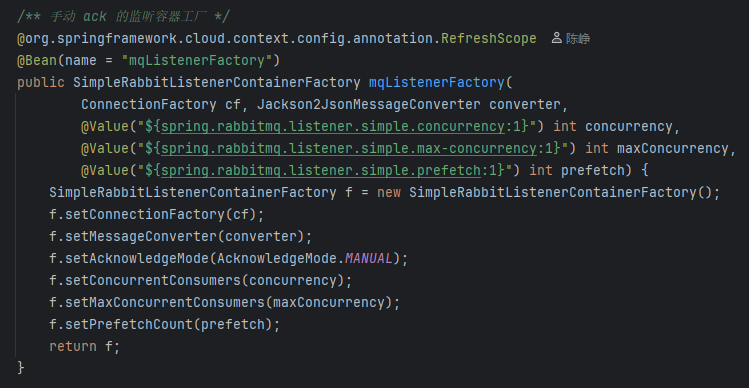 /** 手动 ack 的监听容器工厂 */
@org.springframework.cloud.context.config.annotation.RefreshScope 陈峥
@Bean(name = "mqListenerFactory")
public SimpleRabbitListenerContainerFactory mqListenerFactory(
ConnectionFactory cf, Jackson2JsonMessageConverter converter,
@Value("${spring.rabbitmq.listener.simple.concurrency:1}") int concurrency,
@Value("${spring.rabbitmq.listener.simple.max-concurrency:1}") int maxConcurrency,
@Value("${spring.rabbitmq.listener.simple.prefetch:1}") int prefetch) {
SimpleRabbitListenerContainerFactory f = new SimpleRabbitListenerContainerFactory();
f.setConnectionFactory(cf);
f.setMessageConverter(converter);
f.setAcknowledgeMode(AcknowledgeMode.MANUAL);
f.setConcurrentConsumers(concurrency);
f.setMaxConcurrentConsumers(maxConcurrency);
f.setPrefetchCount(prefetch);
return f;
}